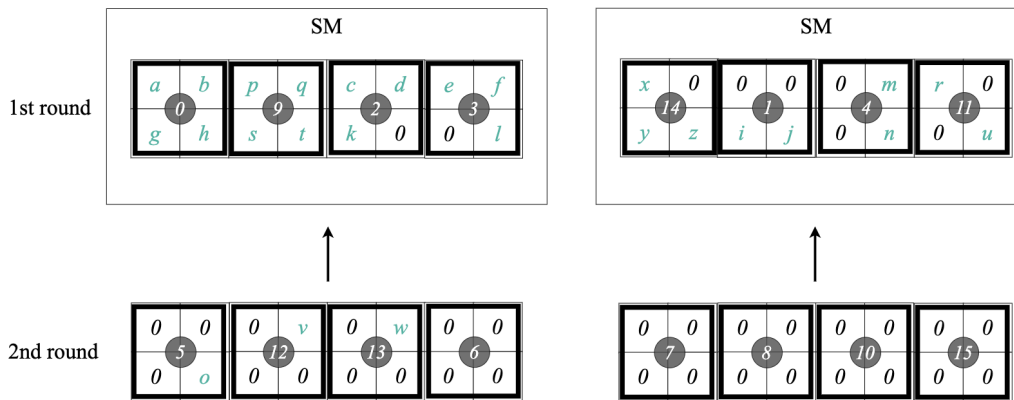 SM SM
a b p q c d e f x 0 0 0 0 m r 0
1st round 0 9 2 3 14 1 4 11
g h s t k 0 0 l y z i j 0 n 0 u
0 0 0 v 0 w 0 0 0 0 0 0 0 0 0 0
2nd round 5 12 13 6 7 8 10 15
0 o 0 0 0 0 0 0 0 0 0 0 0 0 0 0